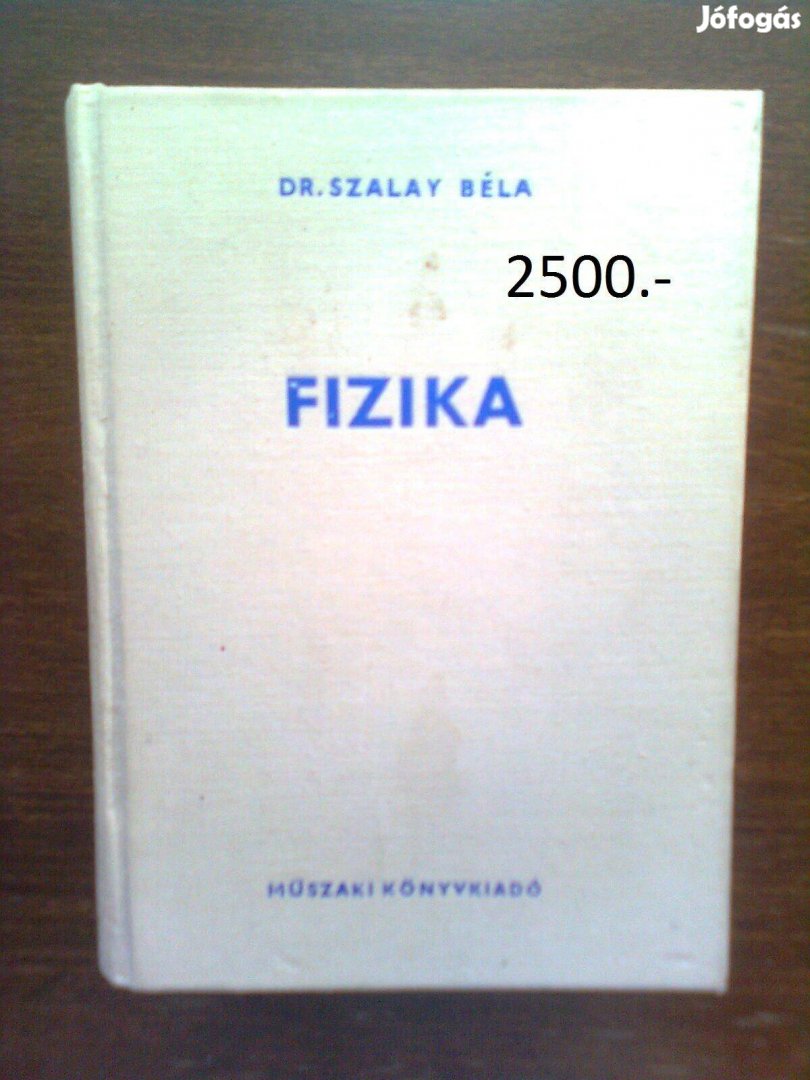 Jófogás
DR. SZALAY BÉLA
2500.-
FIZIKA
MŰSZAKI KÖNYVKIADÓ